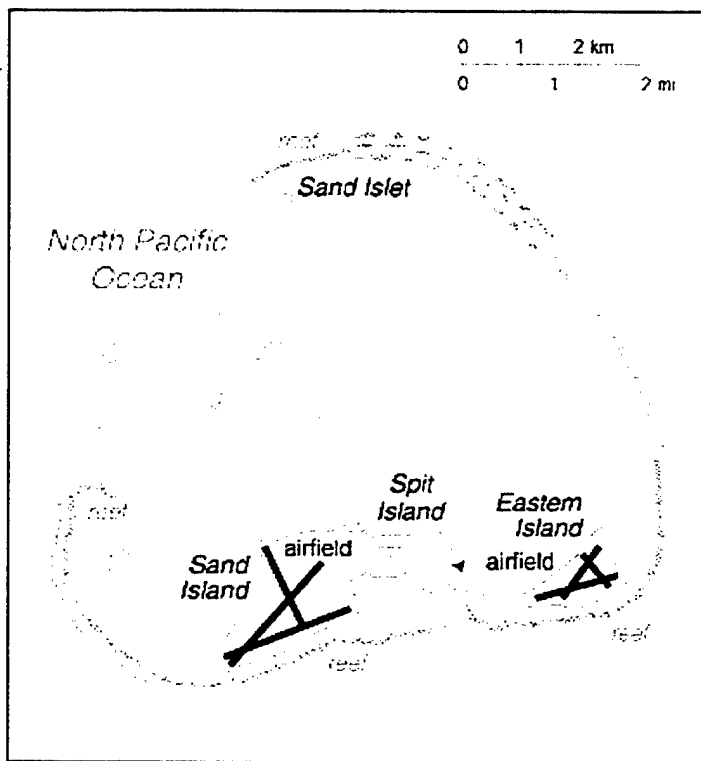 0 1 2 km
0 1 2 mi
reef
Sand Islet
North Pacific
Ocean
reef
Spit
Island
Eastern
Island
airfield
Sand
Island
airfield
reef
reef